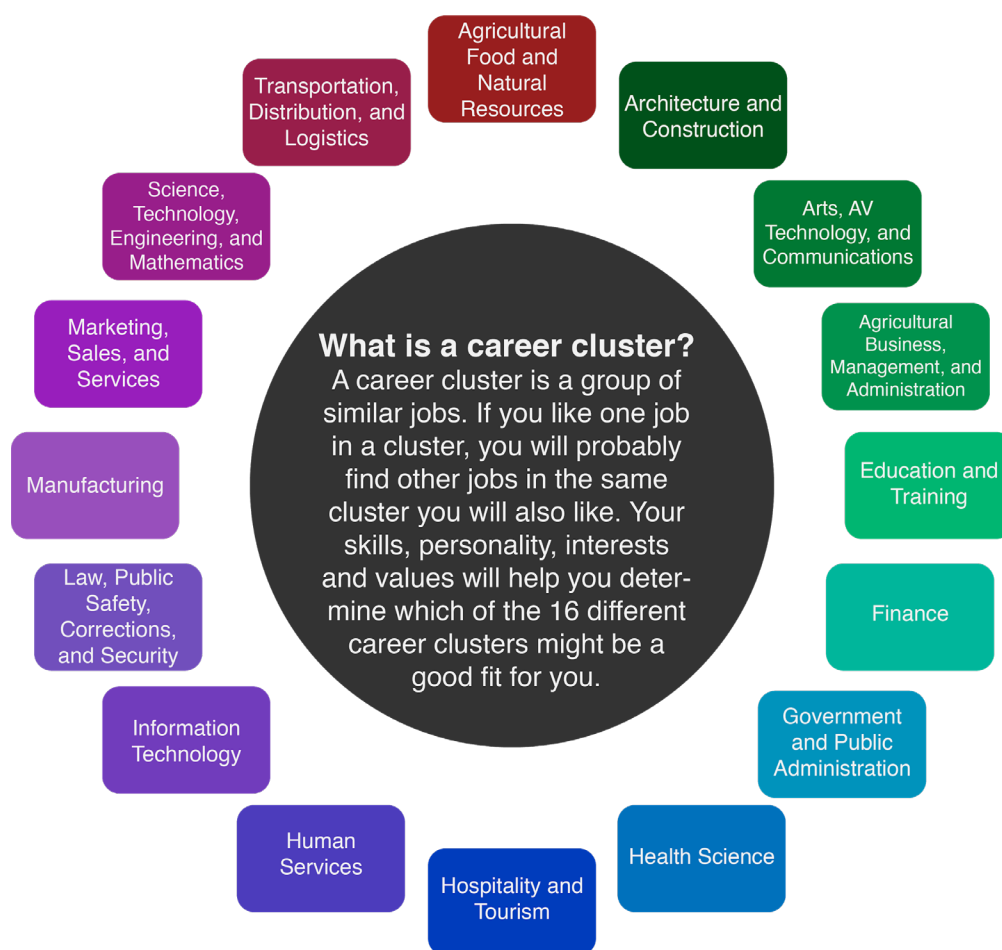 Agricultural
Food and
Natural
Resources
Architecture and
Construction
Arts, AV
Technology, and
Communications
Agricultural
Business,
Management, and
Administration
Education and
Training
Finance
Government
and Public
Administration
Health Science
Hospitality and
Tourism
Human
Services
Information
Technology
Law, Public
Safety,
Corrections,
and Security
Manufacturing
Marketing,
Sales, and
Services
Science,
Technology,
Engineering, and
Mathematics
Transportation,
Distribution, and
Logistics
What is a career cluster?
A career cluster is a group of
similar jobs. If you like one job
in a cluster, you will probably
find other jobs in the same
cluster you will also like. Your
skills, personality, interests
and values will help you deter-
mine which of the 16 different
career clusters might be a
good fit for you.